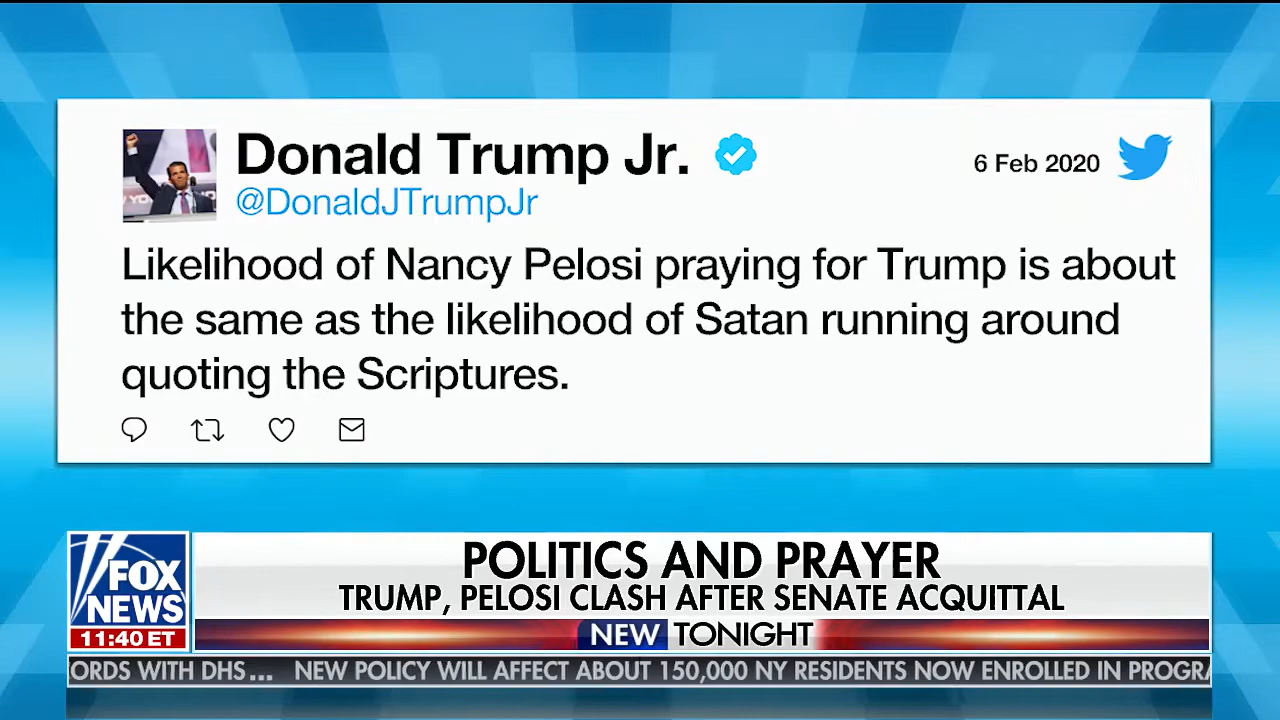 Donald Trump Jr.
@DonaldJTrumpJr
6 Feb 2020
Likelihood of Nancy Pelosi praying for Trump is about
the same as the likelihood of Satan running around
quoting the Scriptures.
FOX
NEWS
11:40 ET
POLITICS AND PRAYER
TRUMP, PELOSI CLASH AFTER SENATE ACQUITTAL
NEW TONIGHT
ORDS WITH DHS... NEW POLICY WILL AFFECT ABOUT 150,000 NY RESIDENTS NOW ENROLLED IN PROGRA